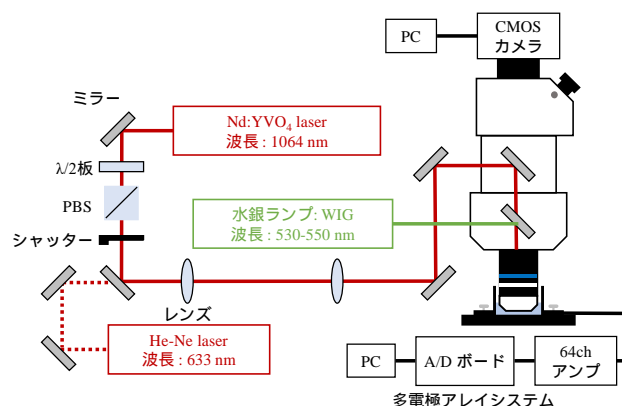 PC
CMOS
カメラ
ミラー
Nd:YVO₄ laser
波長 : 1064 nm
λ/2板
PBS
水銀ランプ: WIG
波長 : 530-550 nm
シャッター
レンズ
He-Ne laser
波長 : 633 nm
PC
A/D ボード
64ch
アンプ
多電極アレイシステム